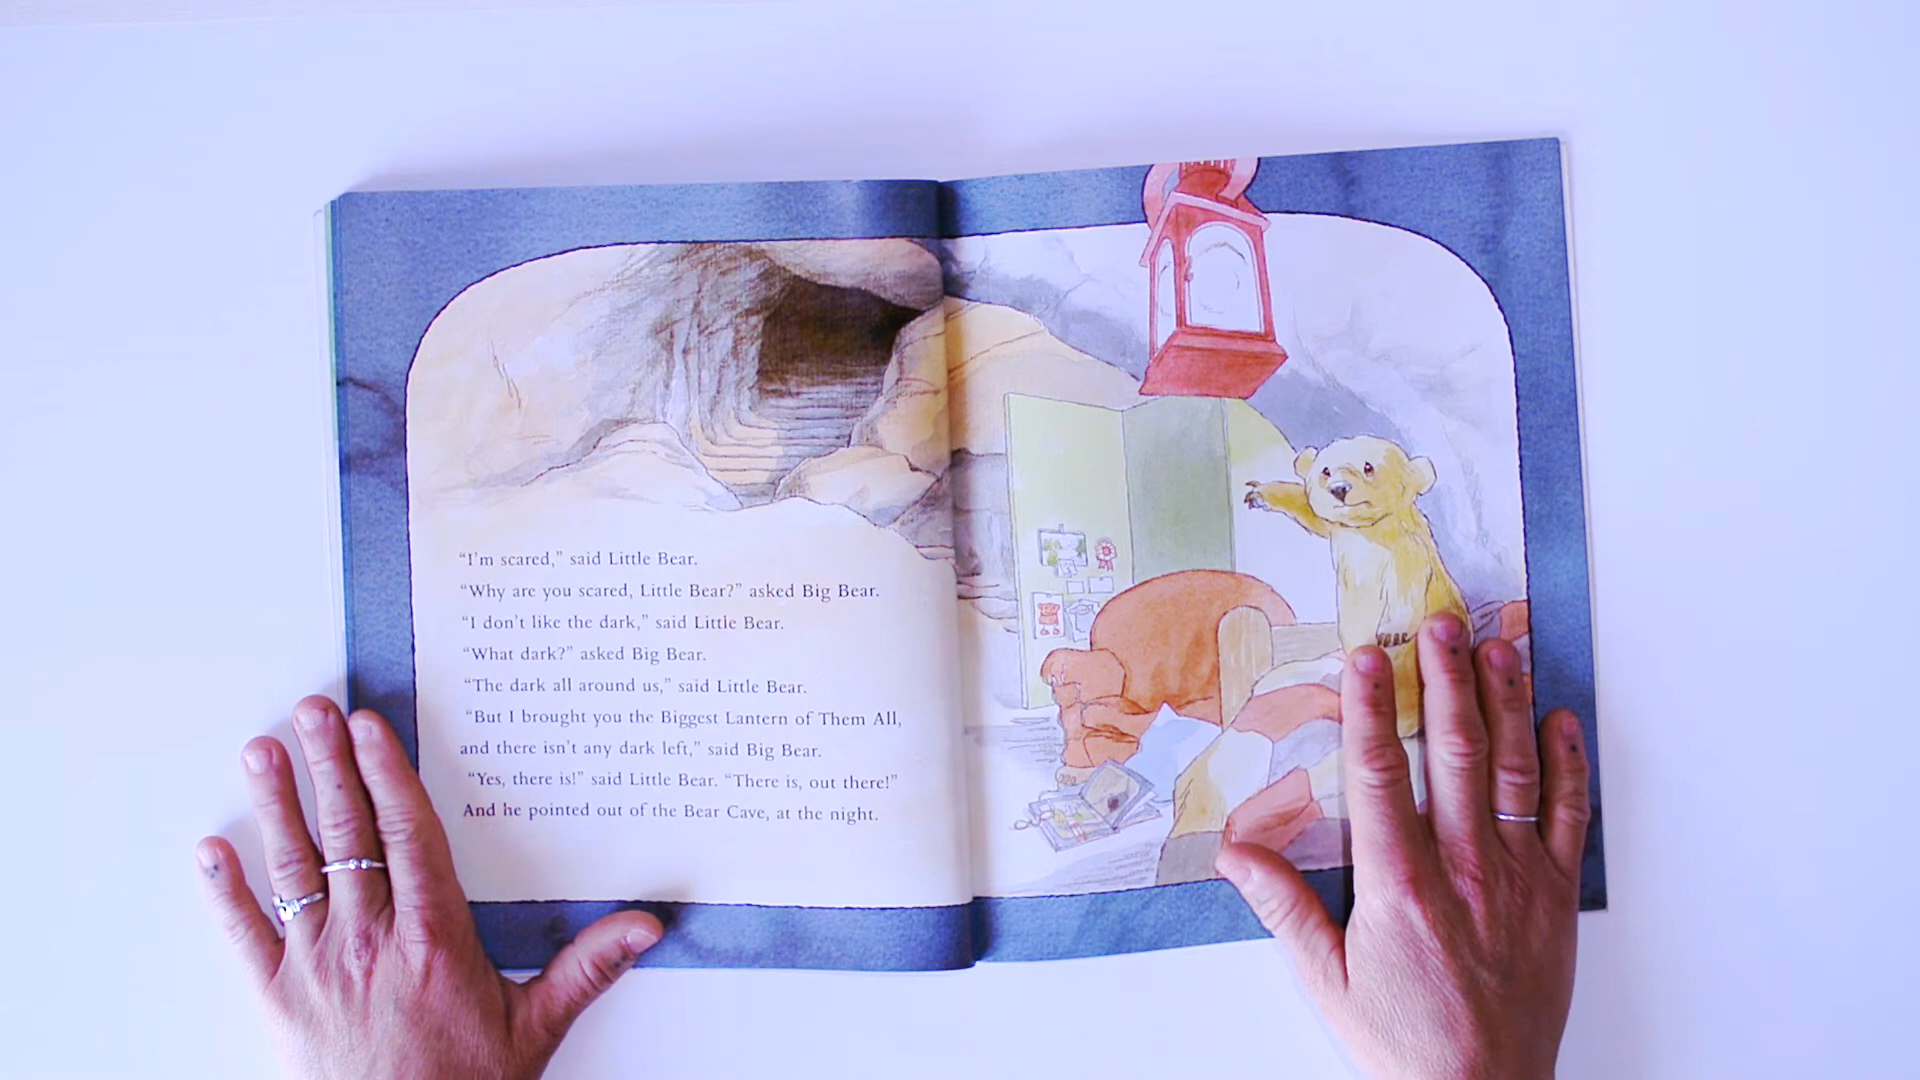 “I'm scared,” said Little Bear.
“Why are you scared, Little Bear?” asked Big Bear.
“I don't like the dark,” said Little Bear.
“What dark?” asked Big Bear.
“The dark all around us,” said Little Bear.
“But I brought you the Biggest Lantern of Them All,
and there isn't any dark left,” said Big Bear.
“Yes, there is!” said Little Bear. “There is, out there!”
And he pointed out of the Bear Cave, at the night.